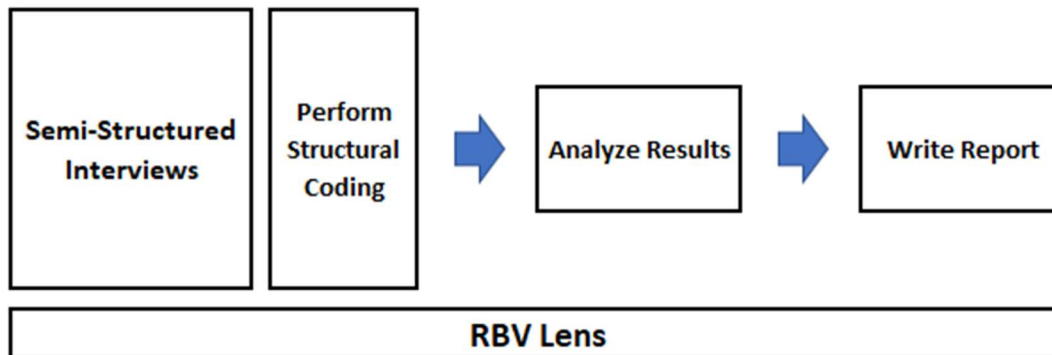 Semi-Structured
Interviews
Perform
Structural
Coding
Analyze Results
Write Report
RBV Lens